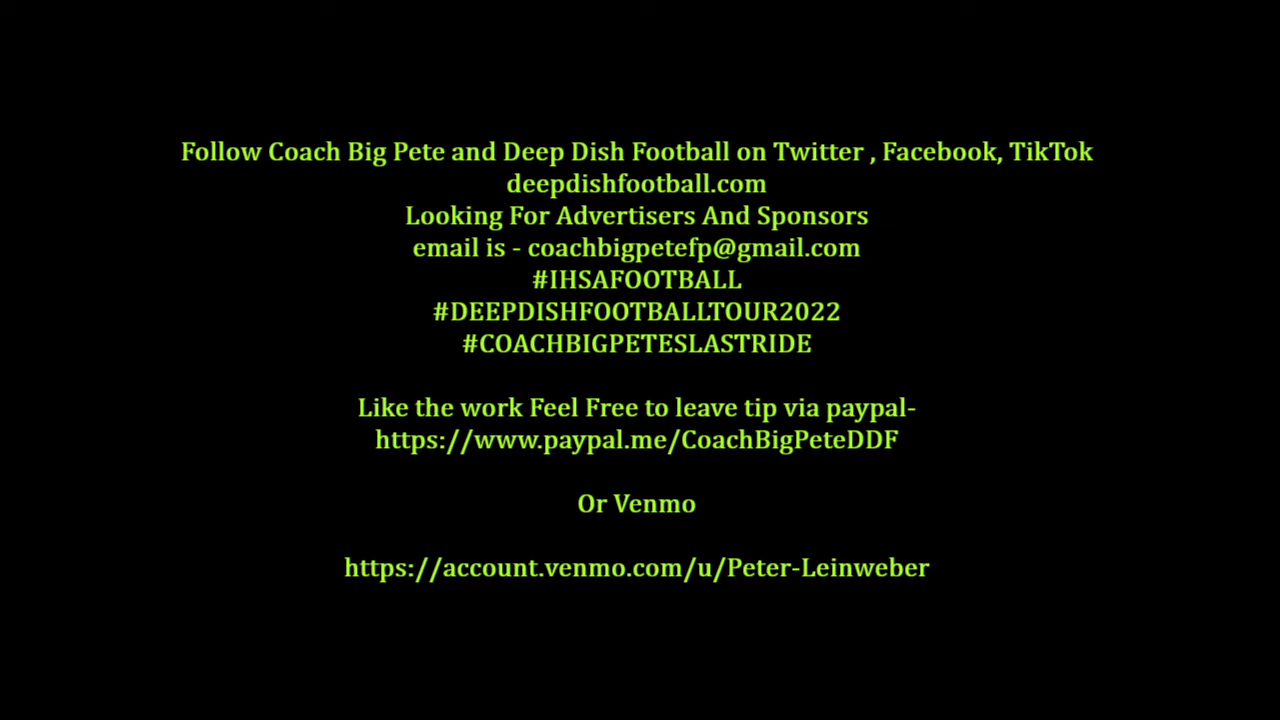 Follow Coach Big Pete and Deep Dish Football on Twitter , Facebook, TikTok
deepdishfootball.com
Looking For Advertisers And Sponsors
email is - coachbigpetefp@gmail.com
#IHSAFOOTBALL
#DEEPDISHFOOTBALLTOUR2022
#COACHBIGPETESLASTRIDE
Like the work Feel Free to leave tip via paypal-
https://www.paypal.me/CoachBigPeteDDF
Or Venmo
https://account.venmo.com/u/Peter-Leinweber